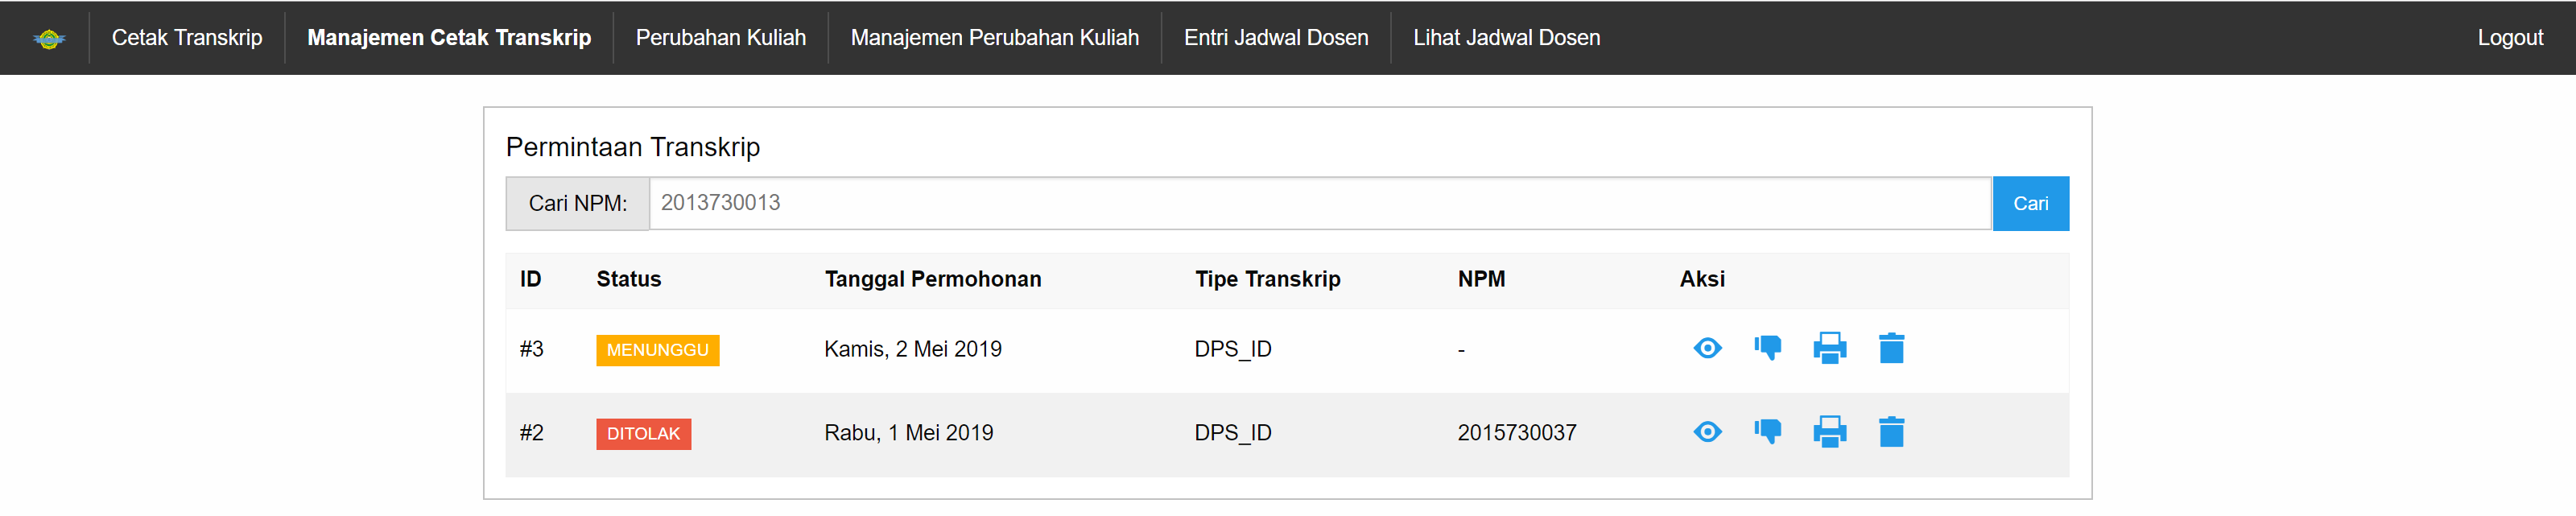 Cetak Transkrip Manajemen Cetak Transkrip Perubahan Kuliah Manajemen Perubahan Kuliah Entri Jadwal Dosen Lihat Jadwal Dosen Logout
Permintaan Transkrip
Cari NPM: 2013730013 Cari
ID Status Tanggal Permohonan Tipe Transkrip NPM Aksi
#3 MENUNGGU Kamis, 2 Mei 2019 DPS_ID -
#2 DITOLAK Rabu, 1 Mei 2019 DPS_ID 2015730037